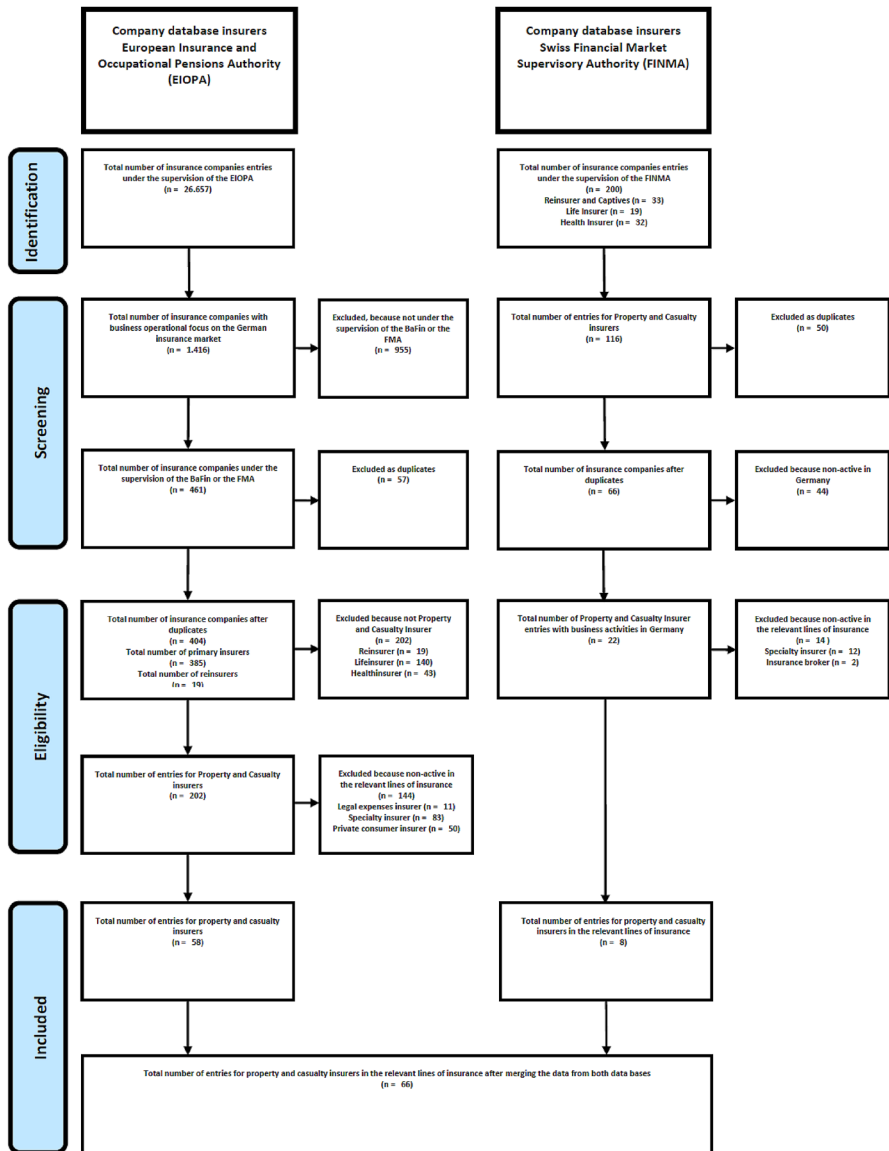 Company database insurers
European Insurance and
Occupational Pensions Authority
(EIOPA)
Company database insurers
Swiss Financial Market
Supervisory Authority (FINMA)
Identification
Total number of insurance companies entries
under the supervision of the EIOPA
(n = 26.657)
Total number of insurance companies entries
under the supervision of the FINMA
(n = 200)
Reinsurer and Captives (n = 33)
Life Insurer (n = 19)
Health Insurer (n = 32)
Screening
Total number of insurance companies with
business operational focus on the German
insurance market
(n = 1.416)
Excluded, because not under the
supervision of the BaFin or the
FMA
(n = 955)
Total number of entries for Property and Casualty
insurers
(n = 116)
Excluded as duplicates
(n = 50)
Total number of insurance companies under the
supervision of the BaFin or the FMA
(n = 461)
Excluded as duplicates
(n = 57)
Total number of insurance companies after
duplicates
(n = 66)
Excluded because non-active in
Germany
(n = 44)
Eligibility
Total number of insurance companies after
duplicates
(n = 404)
Total number of primary insurers
(n = 385)
Total number of reinsurers
(n = 19)
Excluded because not Property
and Casualty Insurer
(n = 202)
Reinsurer (n = 19)
Lifeinsurer (n = 140)
Healthinsurer (n = 43)
Total number of Property and Casualty Insurer
entries with business activities in Germany
(n = 22)
Excluded because non-active in
the relevant lines of insurance
(n = 14 )
Specialty insurer (n = 12)
Insurance broker (n = 2)
Total number of entries for Property and Casualty
insurers
(n = 202)
Excluded because non-active in
the relevant lines of insurance
(n = 144)
Legal expenses insurer (n = 11)
Specialty insurer (n = 83)
Private consumer insurer (n = 50)
Included
Total number of entries for property and casualty
insurers
(n = 58)
Total number of entries for property and casualty
insurers in the relevant lines of insurance
(n = 8)
Total number of entries for property and casualty insurers in the relevant lines of insurance after merging the data from both data bases
(n = 66)